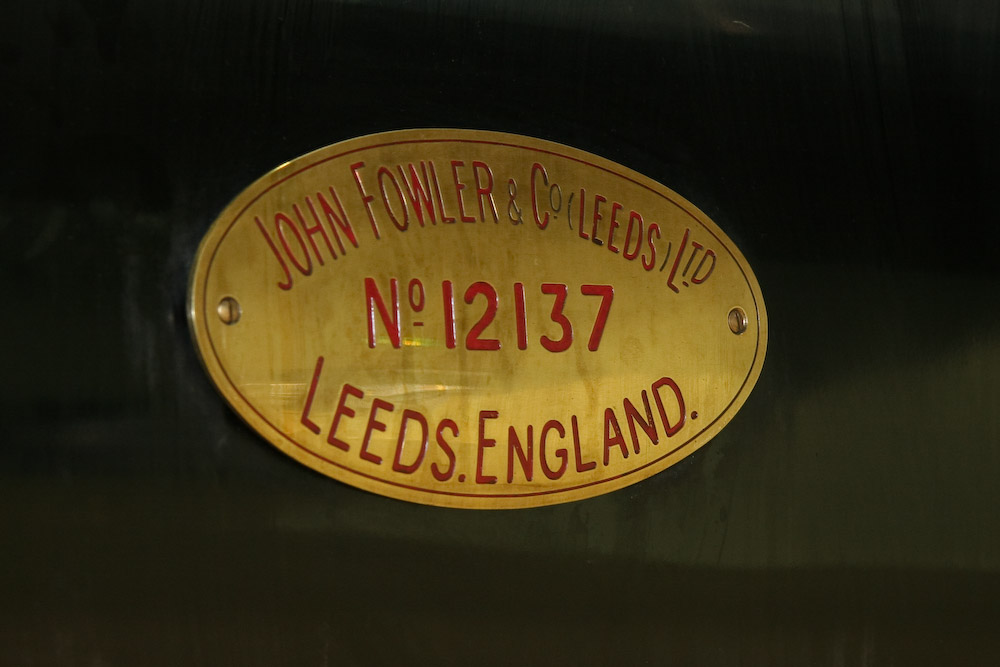 JOHN FOWLER & Co (LEEDS) LTD
No 12137
LEEDS. ENGLAND.